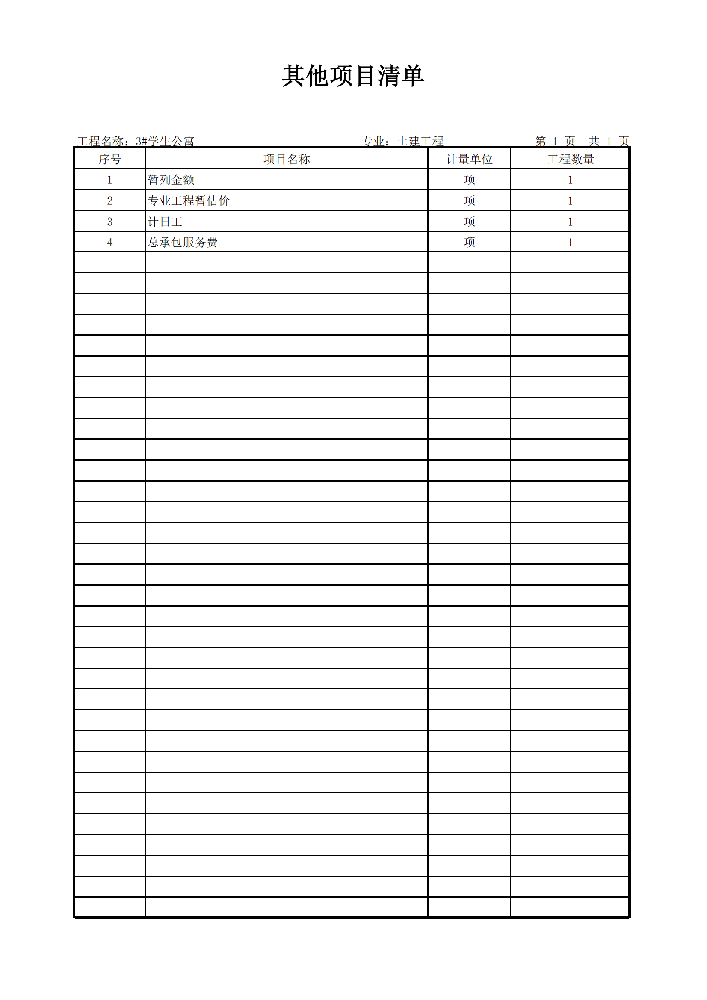 其他项目清单
工程名称：3#学生公寓 专业：土建工程 第 1 页 共 1 页
序号 项目名称 计量单位 工程数量
1 暂列金额 项 1
2 专业工程暂估价 项 1
3 计日工 项 1
4 总承包服务费 项 1